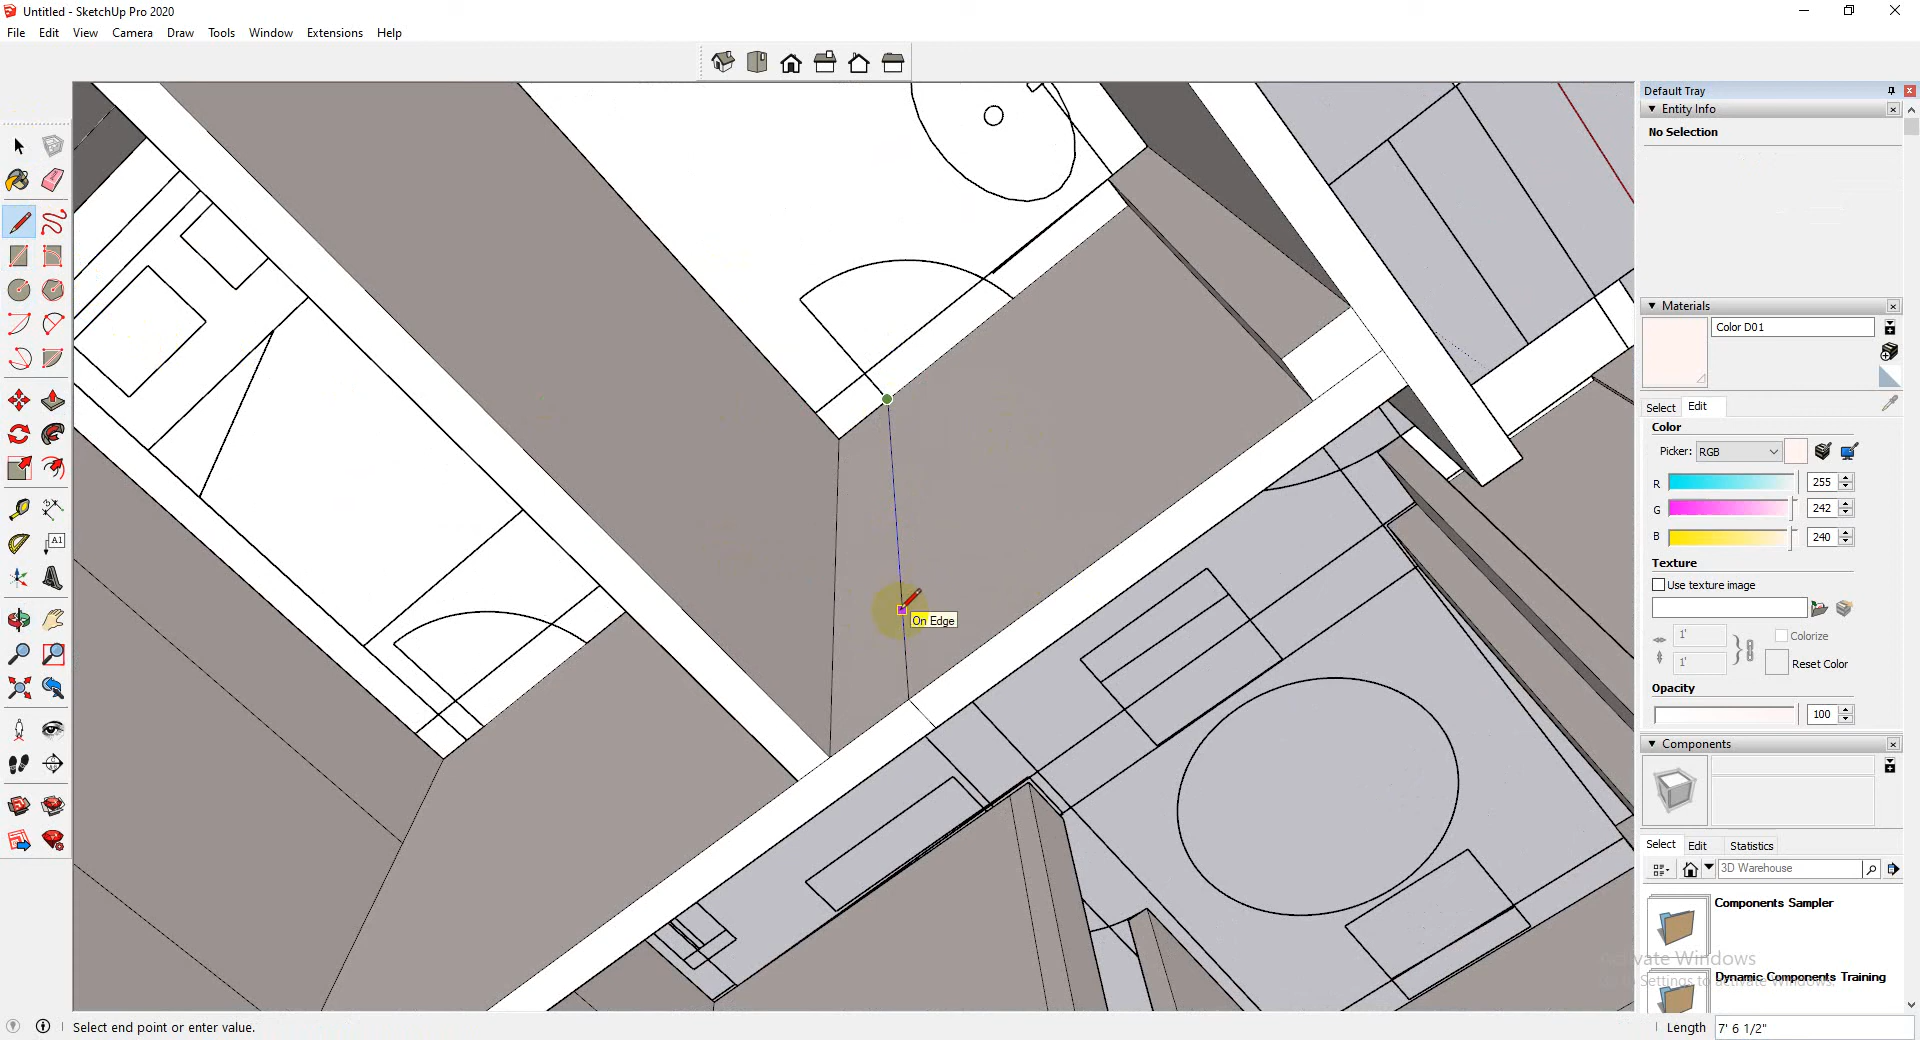 Untitled - SketchUp Pro 2020
File Edit View Camera Draw Tools Window Extensions Help
Default Tray
Entity Info
No Selection
Materials
Color D01
Select Edit
Color
Picker: RGB
R 255
G 242
B 240
Texture
Use texture image
1' Colorize
1' Reset Color
Opacity
100
Components
Select Edit Statistics
3D Warehouse
Components Sampler
Dynamic Components Training
On Edge
A1
Select end point or enter value.
Length 7' 6 1/2"